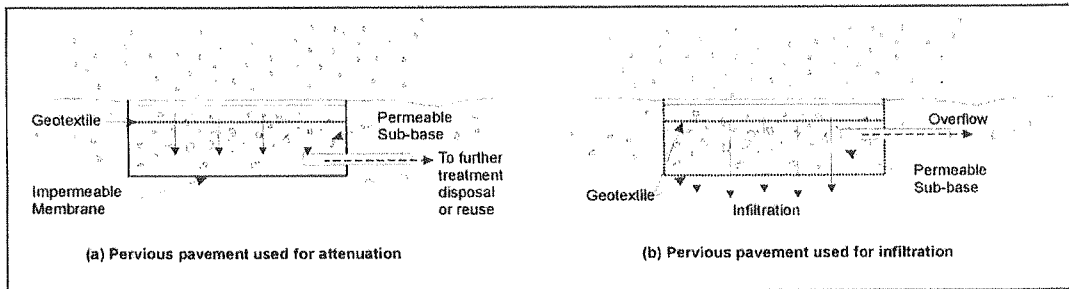 Geotextile
Permeable
Sub-base
To further
treatment
disposal
or reuse
Impermeable
Membrane
(a) Pervious pavement used for attenuation
Overflow
Permeable
Sub-base
Geotextile
Infiltration
(b) Pervious pavement used for infiltration